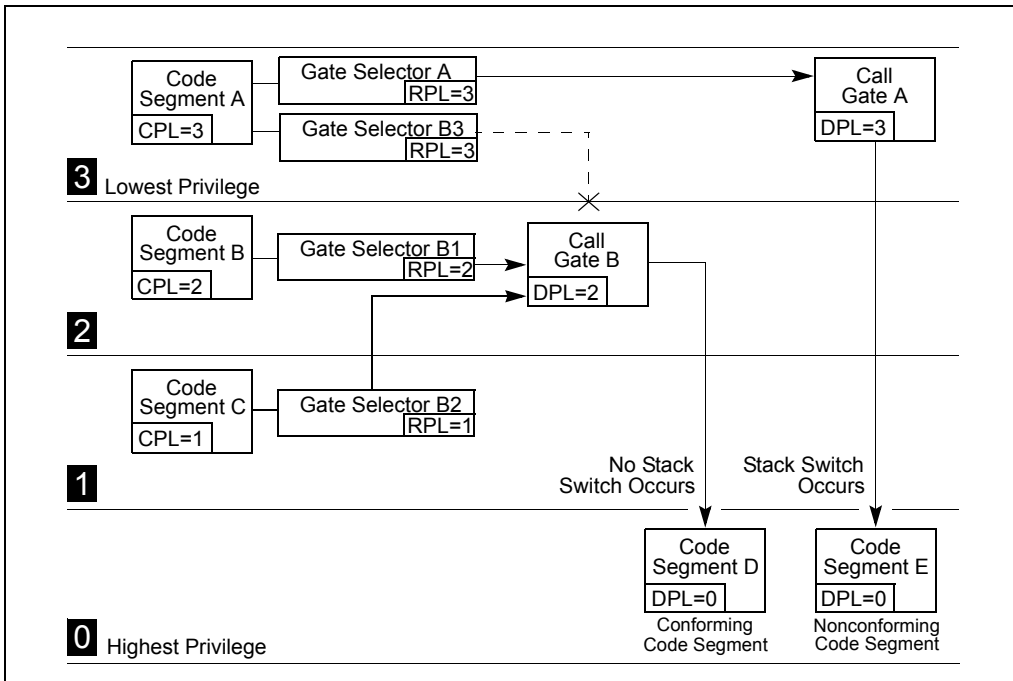 Code
Segment A
CPL=3
Gate Selector A
RPL=3
Gate Selector B3
RPL=3
Call
Gate A
DPL=3
3 Lowest Privilege
Code
Segment B
CPL=2
Gate Selector B1
RPL=2
Call
Gate B
DPL=2
2
Code
Segment C
CPL=1
Gate Selector B2
RPL=1
1
No Stack
Switch Occurs
Stack Switch
Occurs
Code
Segment D
DPL=0
Conforming
Code Segment
Code
Segment E
DPL=0
Nonconforming
Code Segment
0 Highest Privilege